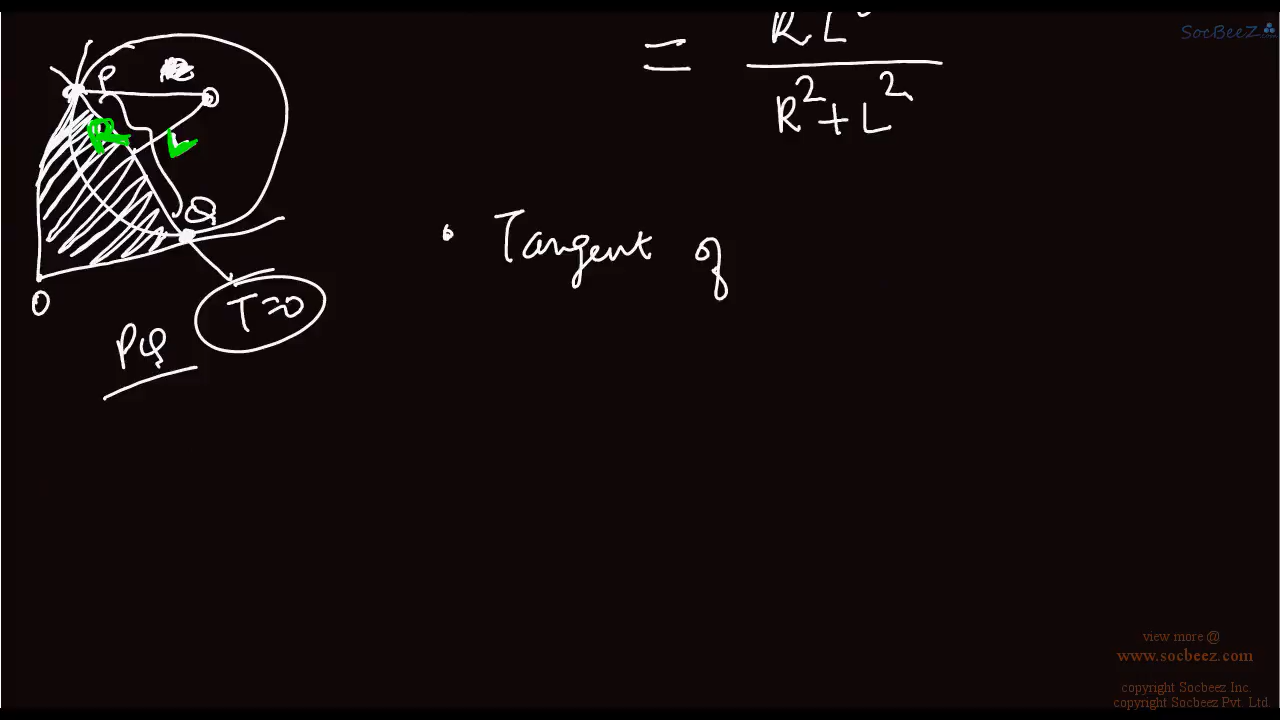 SocBeeZ
R L
=
R²+L²
P
R
L
Q
• Tangent of
O
T=0
PQ
view more @
www.socbeez.com
copyright Socbeez Inc.
copyright Socbeez Pvt. Ltd.